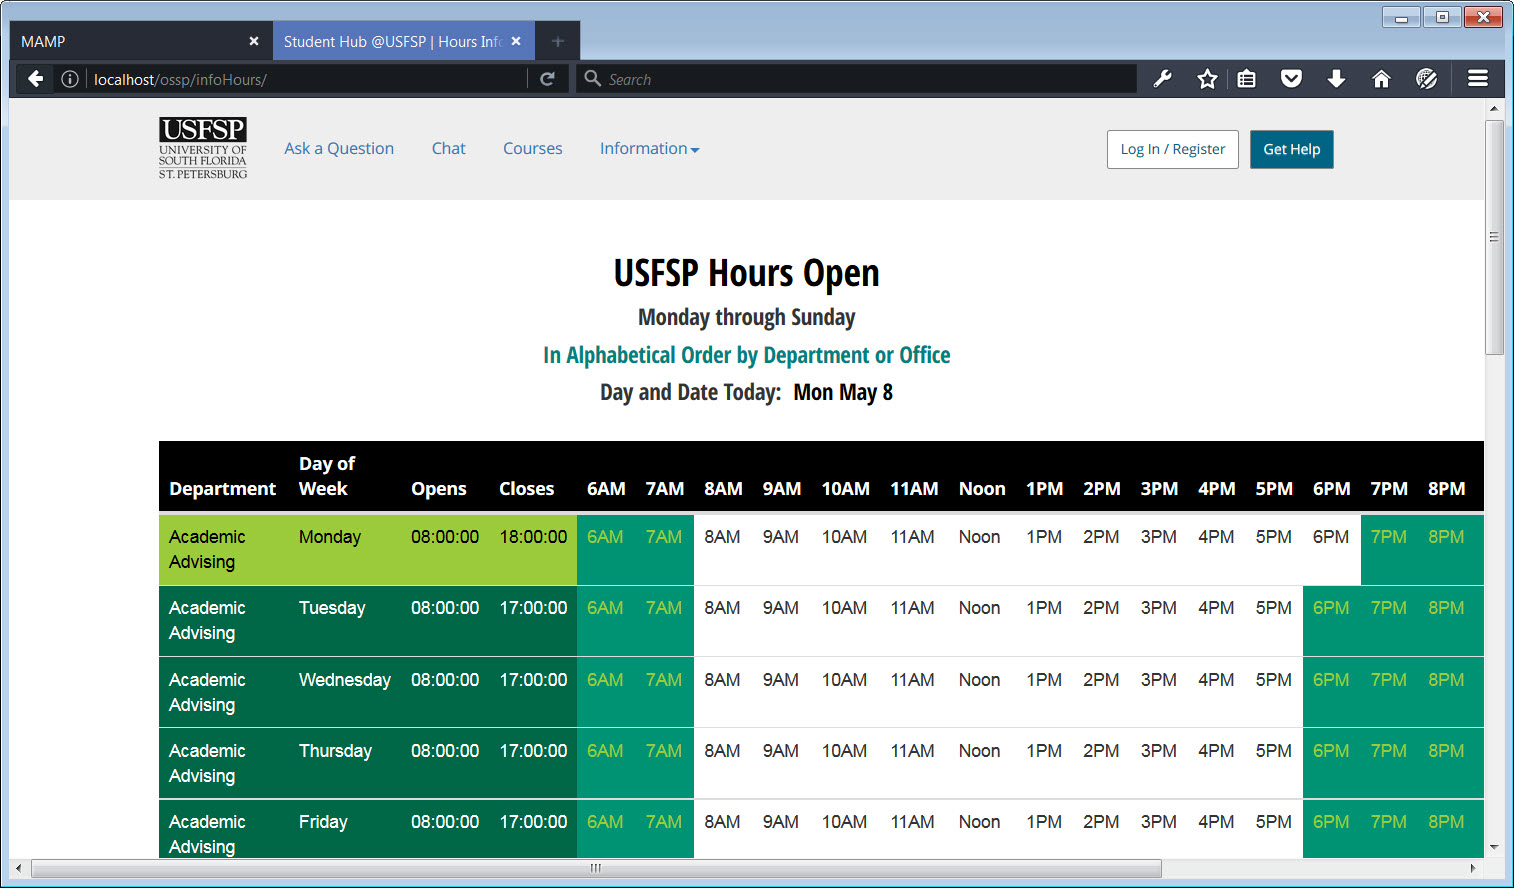 MAMP
Student Hub @USFSP | Hours Info
localhost/ossp/infoHours/
Search
USFSP
UNIVERSITY OF
SOUTH FLORIDA
ST. PETERSBURG
Ask a Question Chat Courses Information
Log In / Register Get Help
USFSP Hours Open
Monday through Sunday
In Alphabetical Order by Department or Office
Day and Date Today: Mon May 8
Department Day of Week Opens Closes 6AM 7AM 8AM 9AM 10AM 11AM Noon 1PM 2PM 3PM 4PM 5PM 6PM 7PM 8PM
Academic Advising Monday 08:00:00 18:00:00 6AM 7AM 8AM 9AM 10AM 11AM Noon 1PM 2PM 3PM 4PM 5PM 6PM 7PM 8PM
Academic Advising Tuesday 08:00:00 17:00:00 6AM 7AM 8AM 9AM 10AM 11AM Noon 1PM 2PM 3PM 4PM 5PM 6PM 7PM 8PM
Academic Advising Wednesday 08:00:00 17:00:00 6AM 7AM 8AM 9AM 10AM 11AM Noon 1PM 2PM 3PM 4PM 5PM 6PM 7PM 8PM
Academic Advising Thursday 08:00:00 17:00:00 6AM 7AM 8AM 9AM 10AM 11AM Noon 1PM 2PM 3PM 4PM 5PM 6PM 7PM 8PM
Academic Advising Friday 08:00:00 17:00:00 6AM 7AM 8AM 9AM 10AM 11AM Noon 1PM 2PM 3PM 4PM 5PM 6PM 7PM 8PM